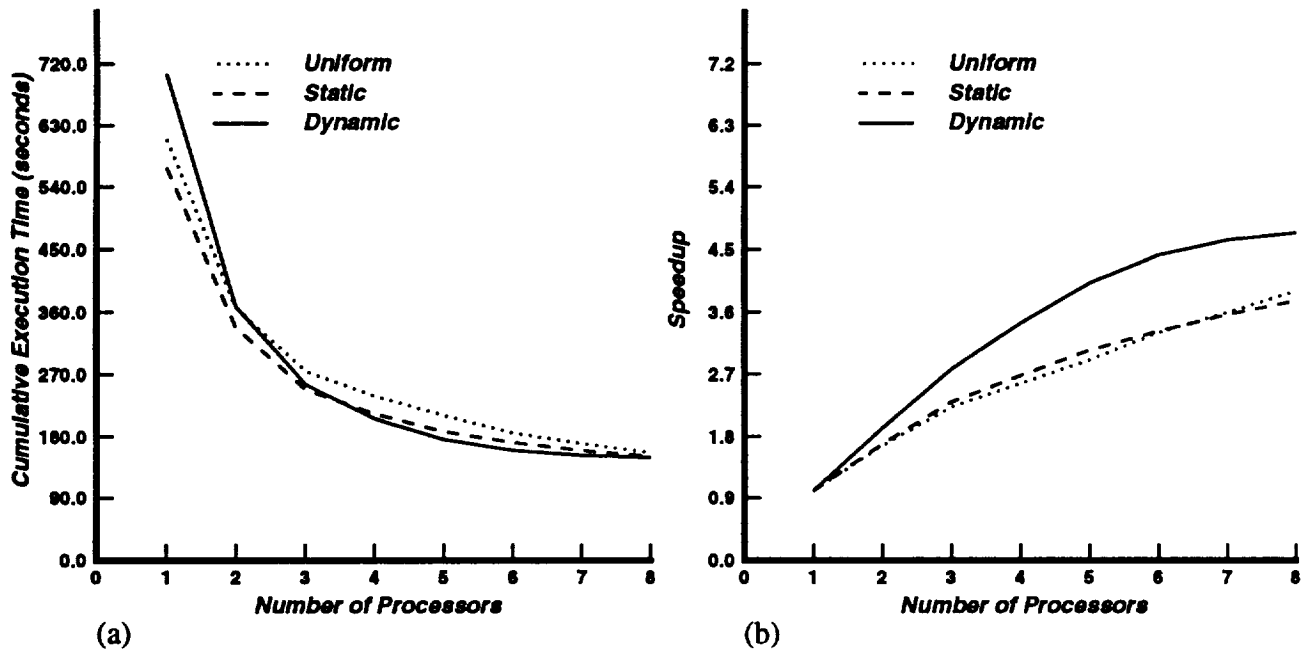 Cumulative Execution Time (seconds)
720.0
630.0
540.0
450.0
360.0
270.0
180.0
90.0
0.0
Uniform
Static
Dynamic
0 1 2 3 4 5 6 7 8
Number of Processors
(a)
Speedup
7.2
6.3
5.4
4.5
3.6
2.7
1.8
0.9
0.0
Uniform
Static
Dynamic
0 1 2 3 4 5 6 7 8
Number of Processors
(b)